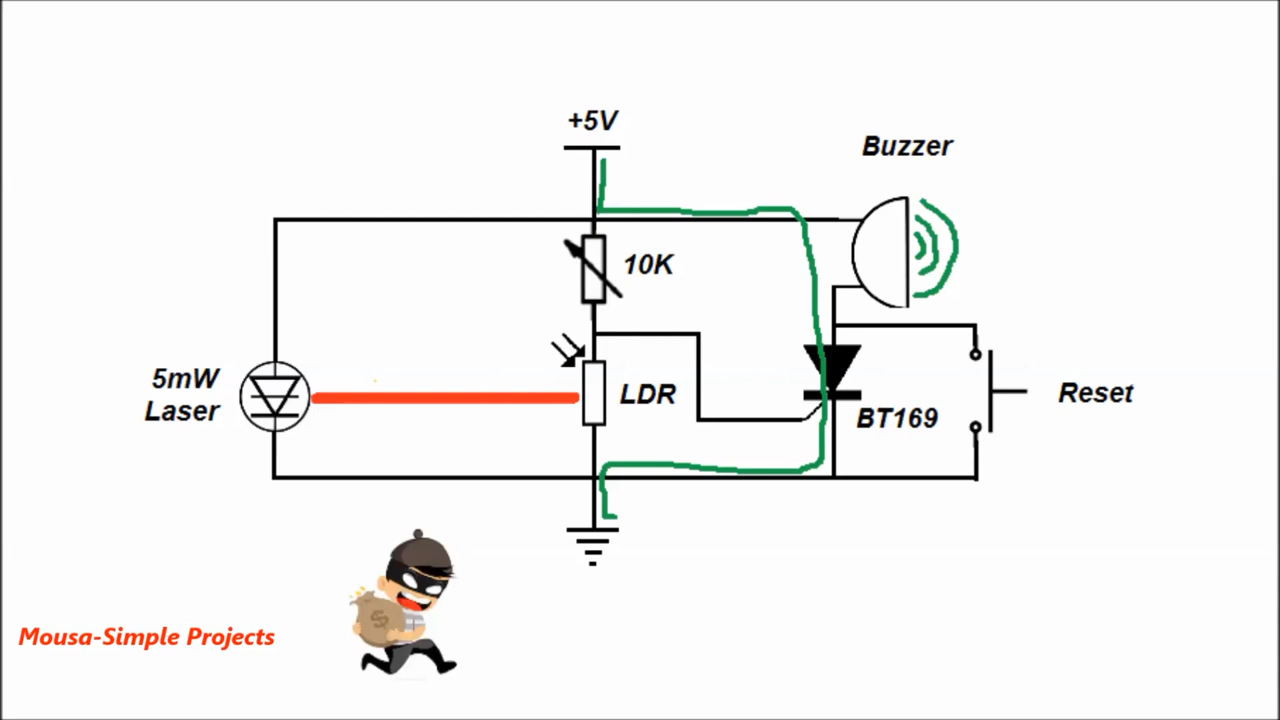 +5V
Buzzer
10K
5mW
Laser
LDR
BT169
Reset
$
Mousa-Simple Projects